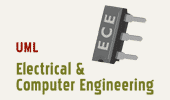 ECE
UML
Electrical &
Computer Engineering